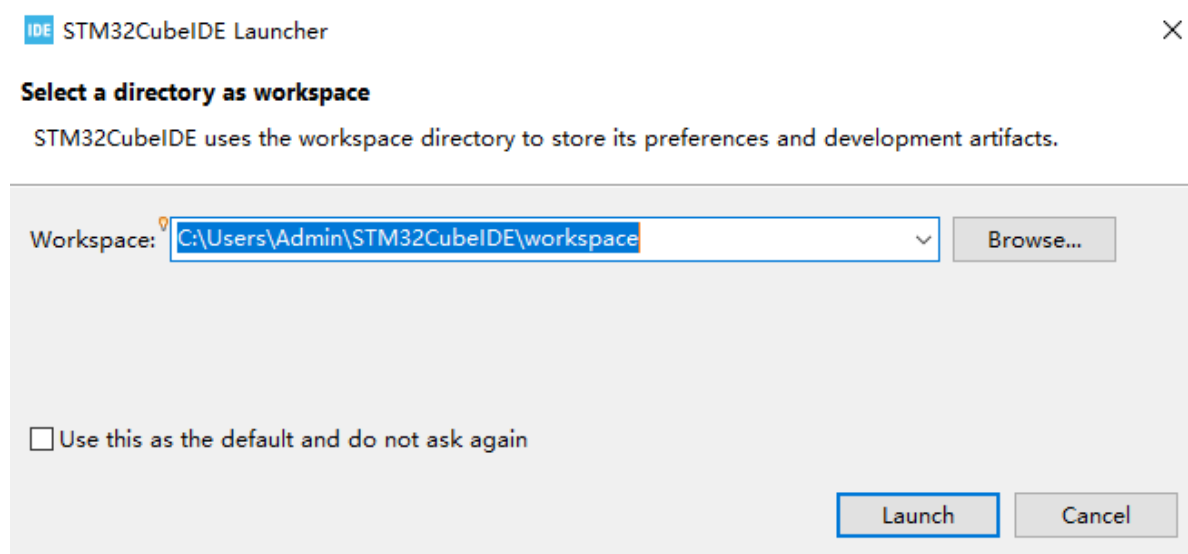 IDE STM32CubeIDE Launcher
Select a directory as workspace
STM32CubeIDE uses the workspace directory to store its preferences and development artifacts.
Workspace: C:\Users\Admin\STM32CubeIDE\workspace Browse...
Use this as the default and do not ask again
Launch Cancel